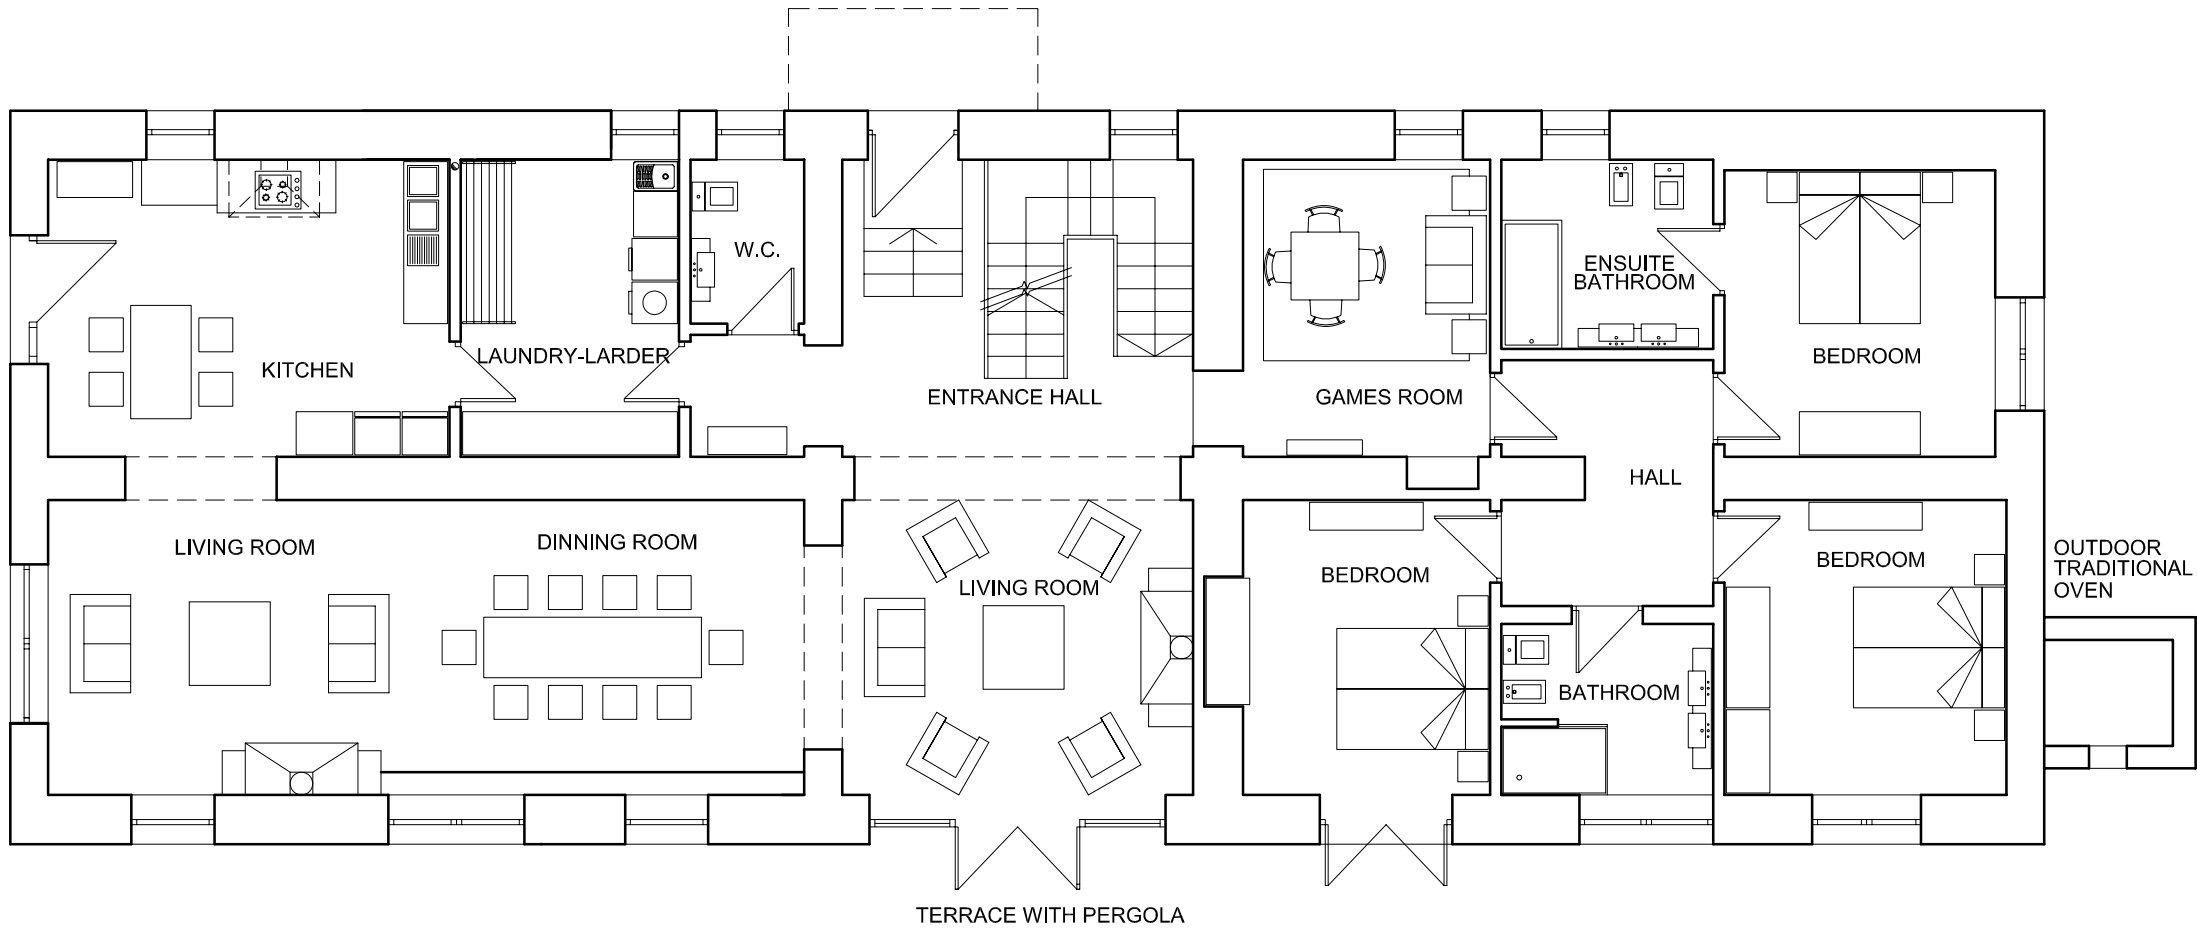 W.C.
ENSUITE
BATHROOM
KITCHEN
LAUNDRY-LARDER
BEDROOM
ENTRANCE HALL
GAMES ROOM
HALL
LIVING ROOM
DINNING ROOM
LIVING ROOM
BEDROOM
BEDROOM
OUTDOOR
TRADITIONAL
OVEN
BATHROOM
TERRACE WITH PERGOLA